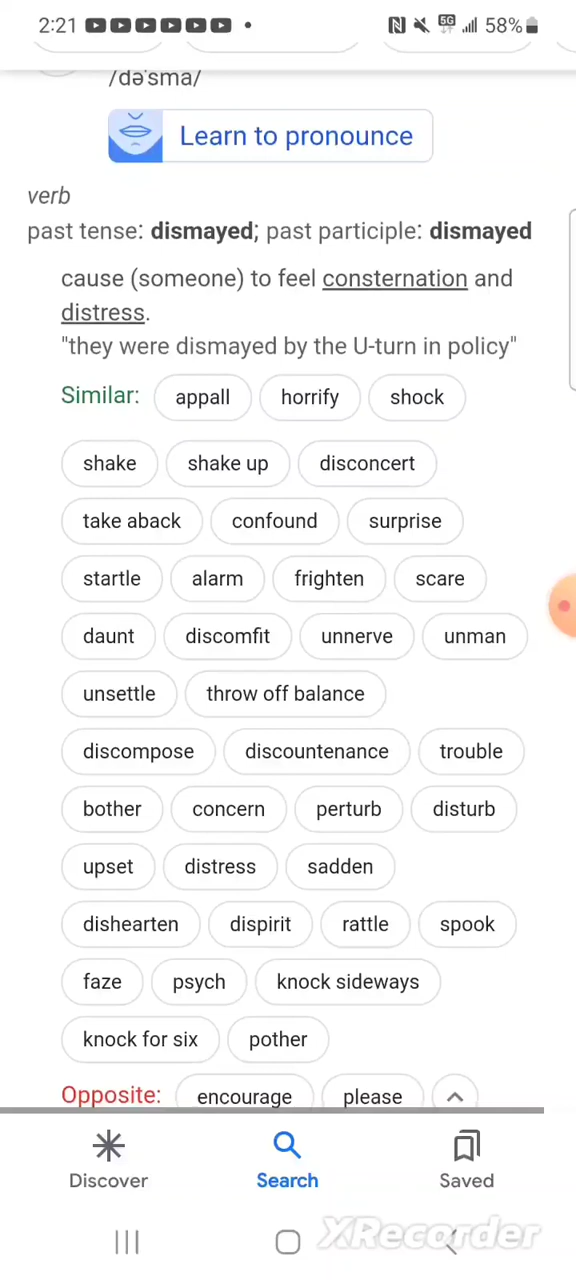 2:21 5G 58%
/dəˈsmā/
Learn to pronounce
verb
past tense: dismayed; past participle: dismayed
cause (someone) to feel consternation and
distress.
"they were dismayed by the U-turn in policy"
Similar: appall horrify shock
shake shake up disconcert
take aback confound surprise
startle alarm frighten scare
daunt discomfit unnerve unman
unsettle throw off balance
discompose discountenance trouble
bother concern perturb disturb
upset distress sadden
dishearten dispirit rattle spook
faze psych knock sideways
knock for six pother
Opposite: encourage please
Discover Search Saved
XRecorder